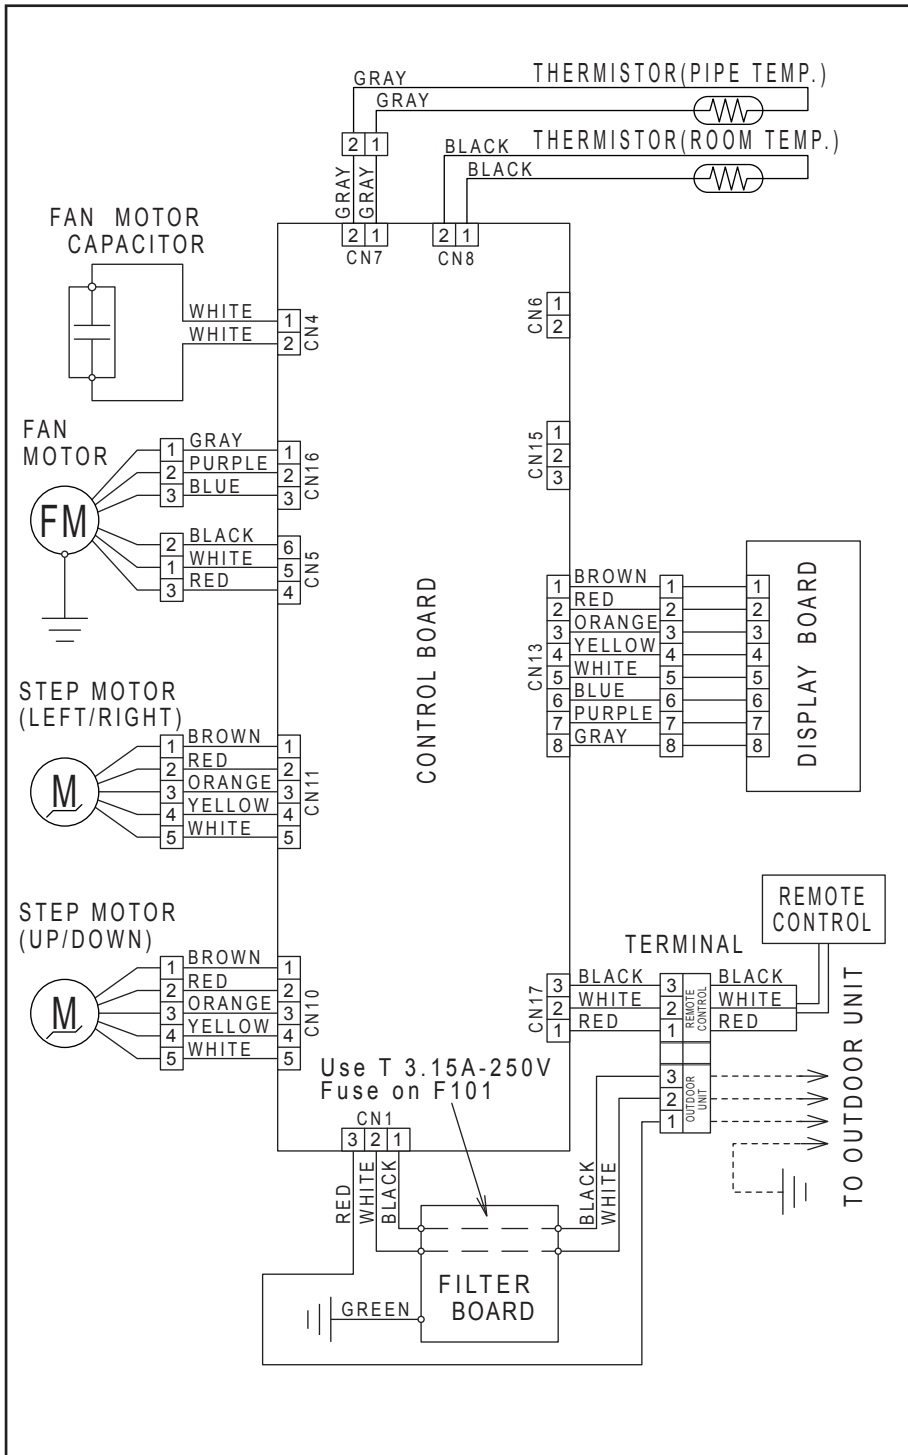 THERMISTOR(PIPE TEMP.)
GRAY
GRAY
2 1
THERMISTOR(ROOM TEMP.)
BLACK
BLACK
GRAY
GRAY
2 1
CN7
2 1
CN8
FAN MOTOR
CAPACITOR
WHITE
WHITE
1
2
CN4
CN6
1
2
FAN
MOTOR
FM
1 GRAY 1
2 PURPLE 2
3 BLUE 3
CN16
2 BLACK 6
1 WHITE 5
3 RED 4
CN5
CN15
1
2
3
CONTROL BOARD
CN13
1 BROWN 1 1
2 RED 2 2
3 ORANGE 3 3
4 YELLOW 4 4
5 WHITE 5 5
6 BLUE 6 6
7 PURPLE 7 7
8 GRAY 8 8
DISPLAY BOARD
STEP MOTOR
(LEFT/RIGHT)
M
1 BROWN 1
2 RED 2
3 ORANGE 3
4 YELLOW 4
5 WHITE 5
CN11
STEP MOTOR
(UP/DOWN)
M
1 BROWN 1
2 RED 2
3 ORANGE 3
4 YELLOW 4
5 WHITE 5
CN10
REMOTE
CONTROL
TERMINAL
CN17
3 BLACK 3 BLACK
2 WHITE 2 WHITE
1 RED 1 RED
REMOTE
CONTROL
3
2
1
OUTDOOR
UNIT
TO OUTDOOR UNIT
Use T 3.15A-250V
Fuse on F101
CN1
3 2 1
RED
WHITE
BLACK
BLACK
WHITE
FILTER
BOARD
GREEN